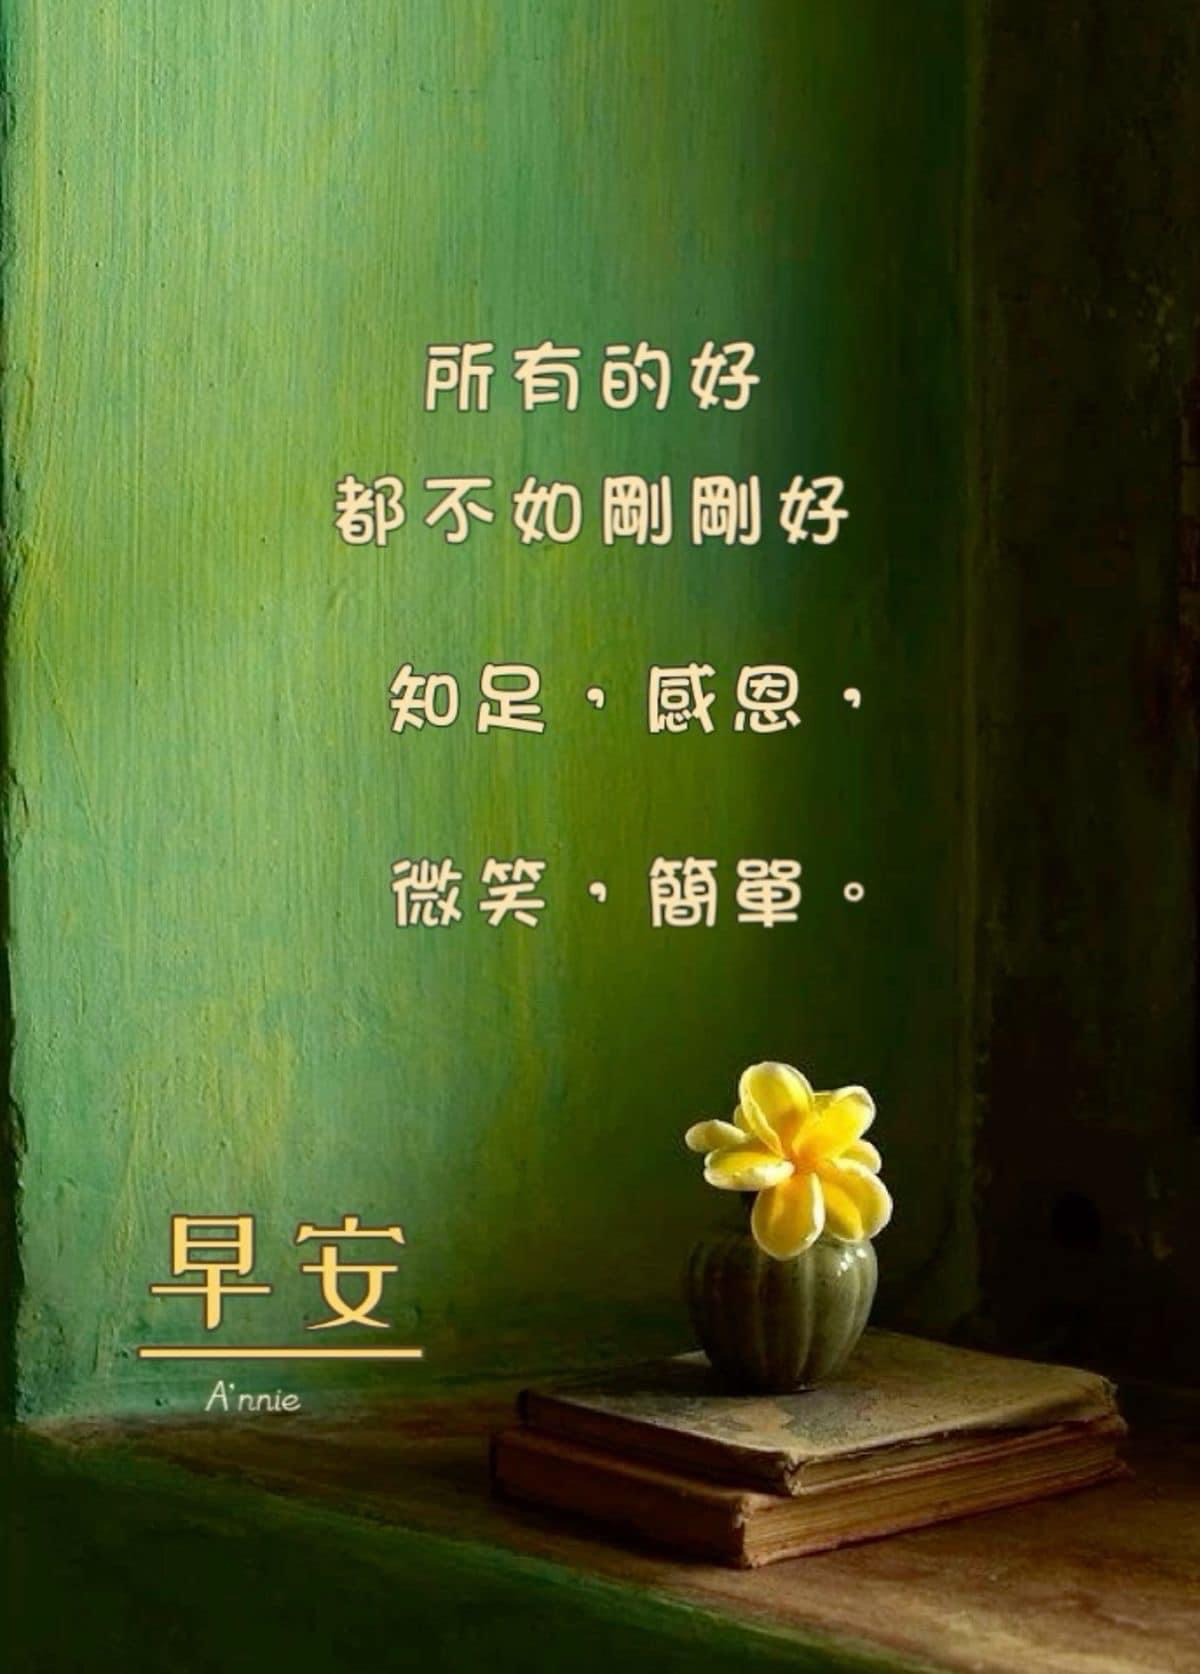 所有的好
都不如剛剛好
知足，感恩，
微笑，簡單。
早安
A'nnie